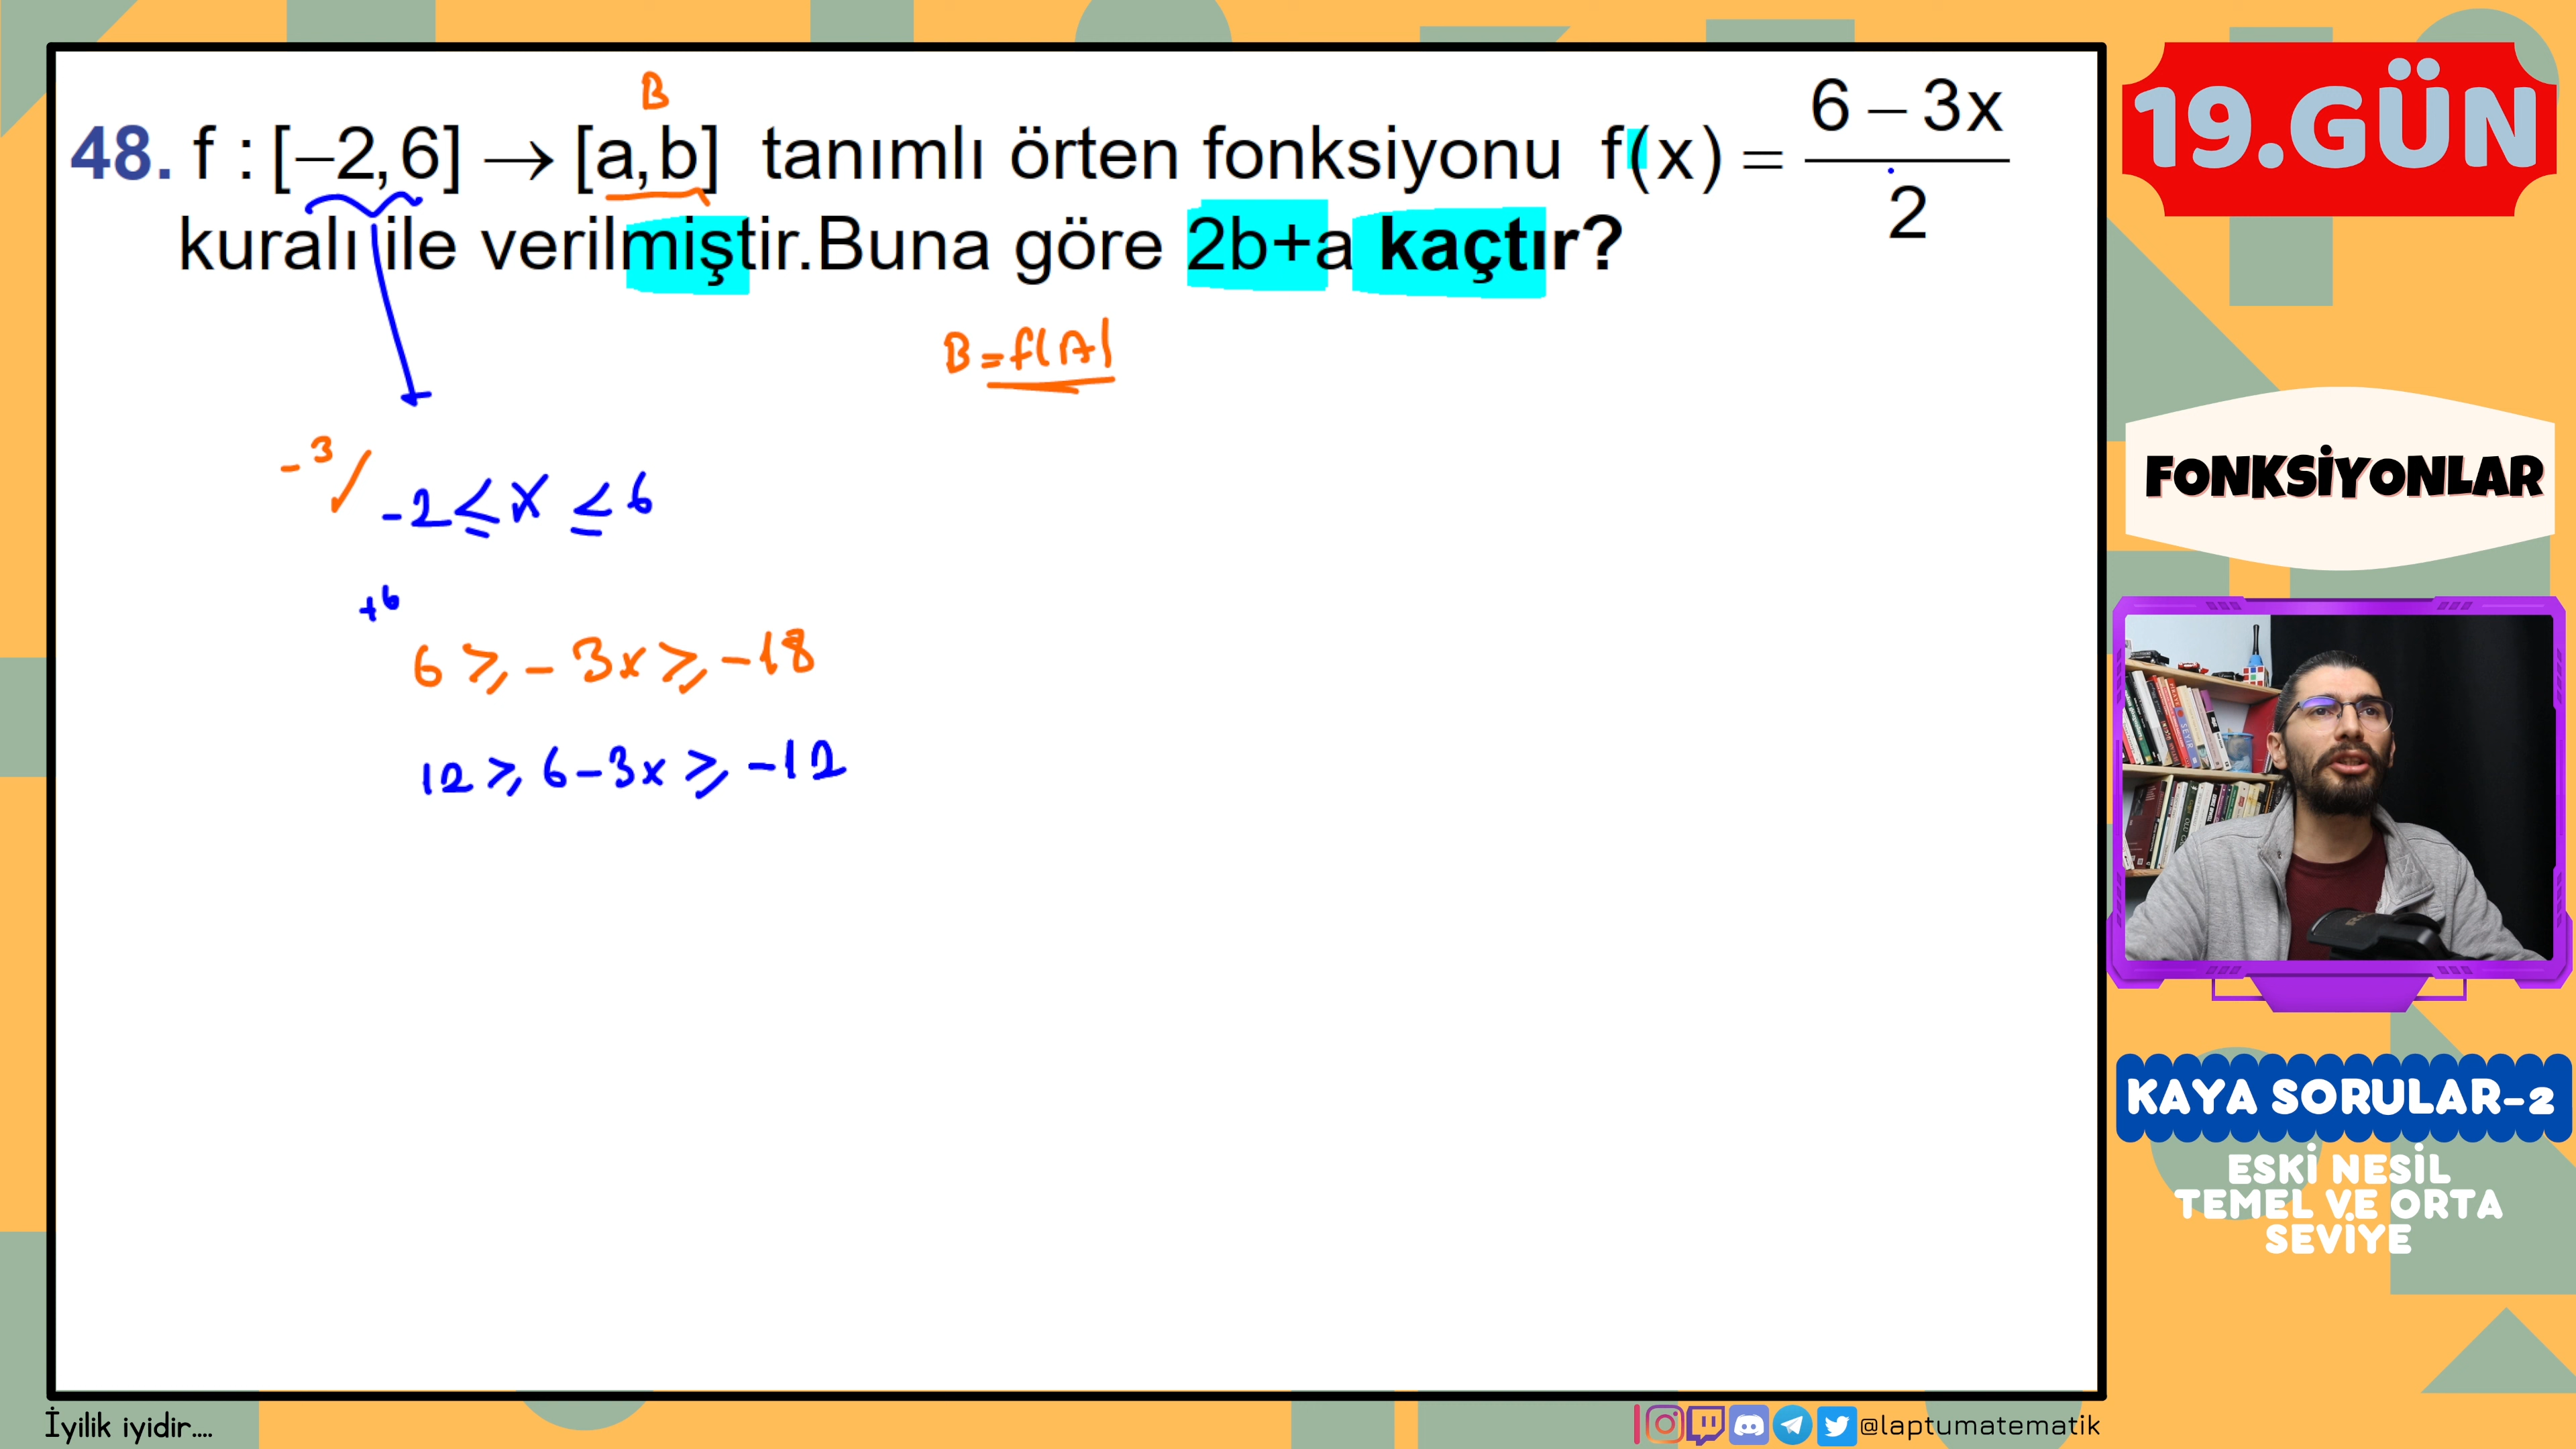 B
48. f : [−2,6] → [a,b] tanımlı örten fonksiyonu f(x) = (6 − 3x) / 2
kuralı ile verilmiştir.Buna göre 2b+a kaçtır?
B = f(A)
-3/ -2 ≤ x ≤ 6
+6
6 ≥ -3x ≥ -18
12 ≥ 6-3x ≥ -12
19.GÜN
FONKSİYONLAR
KAYA SORULAR-2
ESKİ NESİL
TEMEL VE ORTA
SEVİYE
İyilik iyidir....
@laptumatematik